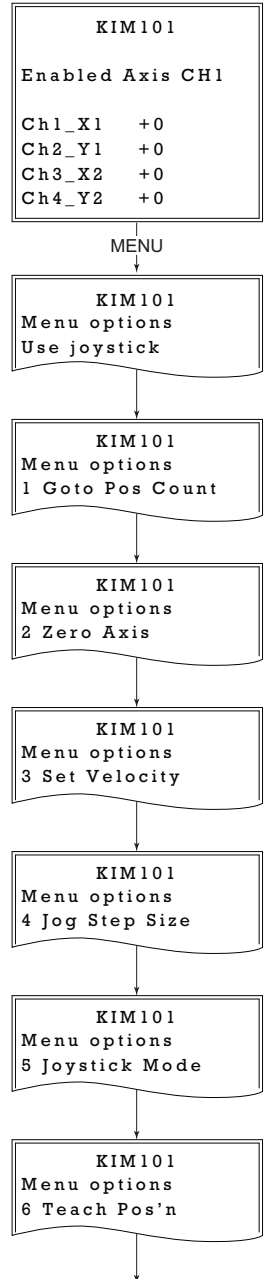 KIM101
Enabled Axis CH1
Ch1_X1 +0
Ch2_Y1 +0
Ch3_X2 +0
Ch4_Y2 +0
MENU
KIM101
Menu options
Use joystick
KIM101
Menu options
1 Goto Pos Count
KIM101
Menu options
2 Zero Axis
KIM101
Menu options
3 Set Velocity
KIM101
Menu options
4 Jog Step Size
KIM101
Menu options
5 Joystick Mode
KIM101
Menu options
6 Teach Pos’n